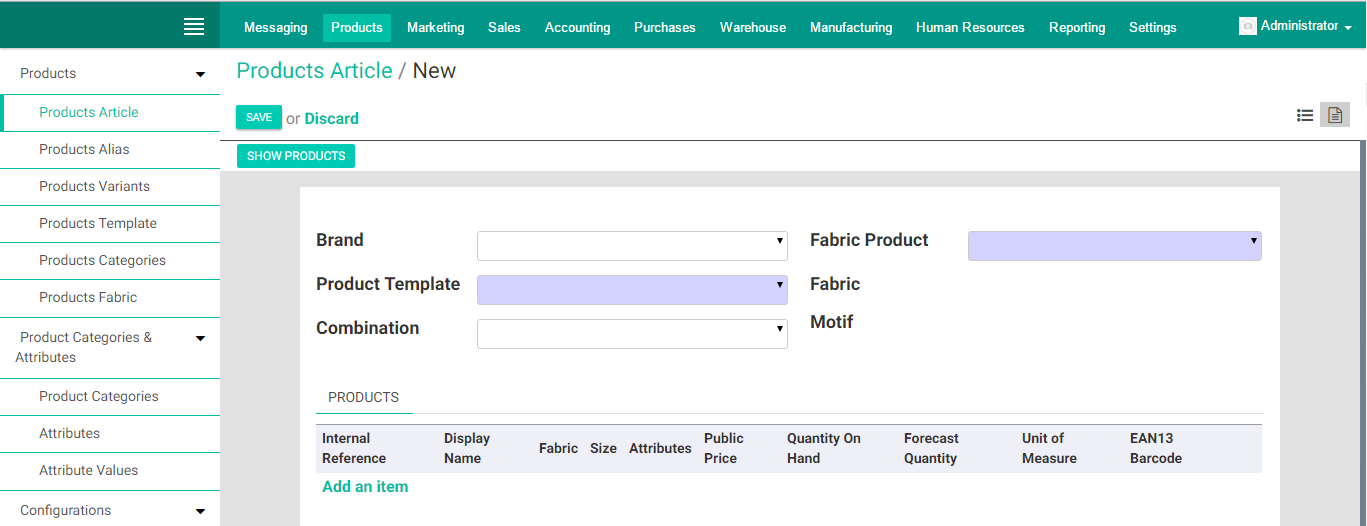 Messaging Products Marketing Sales Accounting Purchases Warehouse Manufacturing Human Resources Reporting Settings Administrator
Products
Products Article
Products Alias
Products Variants
Products Template
Products Categories
Products Fabric
Product Categories &
Attributes
Product Categories
Attributes
Attribute Values
Configurations
Products Article / New
SAVE or Discard
SHOW PRODUCTS
Brand
Fabric Product
Product Template
Fabric
Combination
Motif
PRODUCTS
Internal Reference Display Name Fabric Size Attributes Public Price Quantity On Hand Forecast Quantity Unit of Measure EAN13 Barcode
Add an item